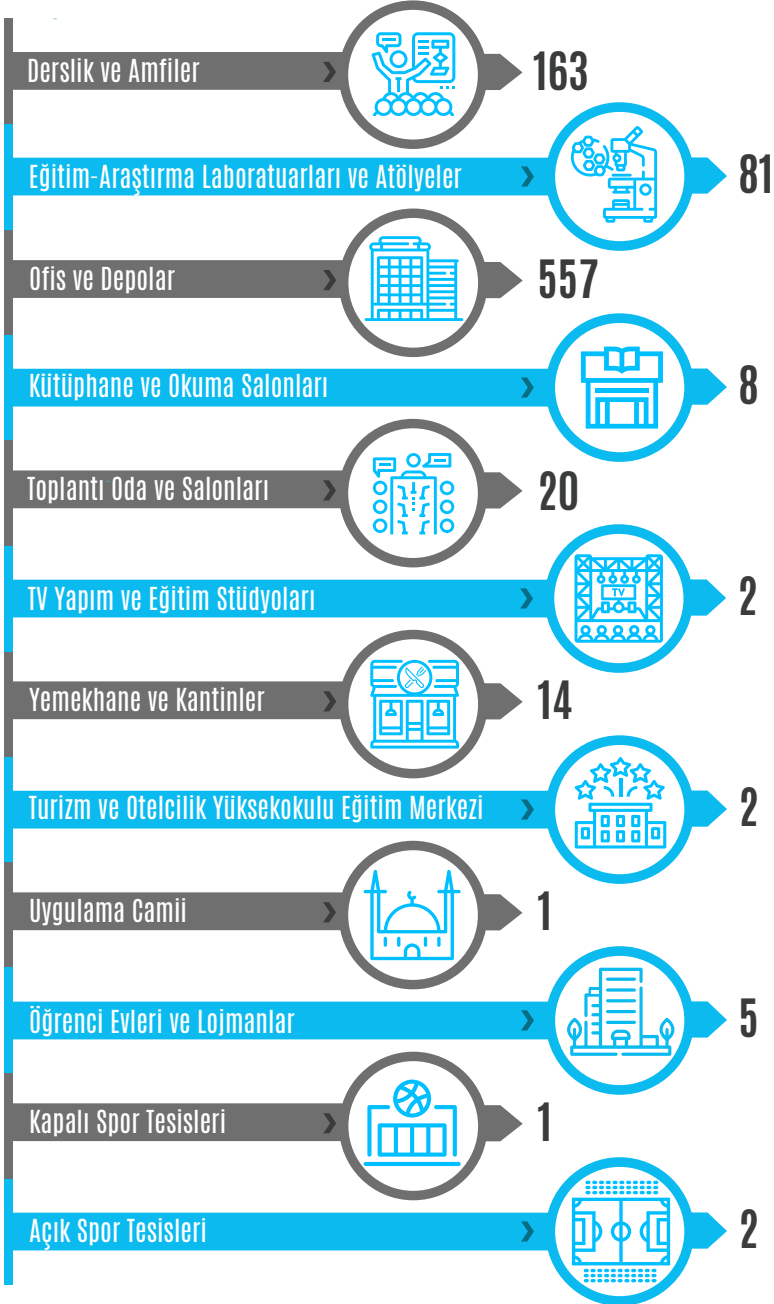 Derslik ve Amfiler
163
Eğitim-Araştırma Laboratuarları ve Atölyeler
81
Ofis ve Depolar
557
Kütüphane ve Okuma Salonları
8
Toplantı Oda ve Salonları
20
TV Yapım ve Eğitim Stüdyoları
TV
2
Yemekhane ve Kantinler
14
Turizm ve Otelcilik Yüksekokulu Eğitim Merkezi
2
Uygulama Camii
1
Öğrenci Evleri ve Lojmanlar
5
Kapalı Spor Tesisleri
1
Açık Spor Tesisleri
2